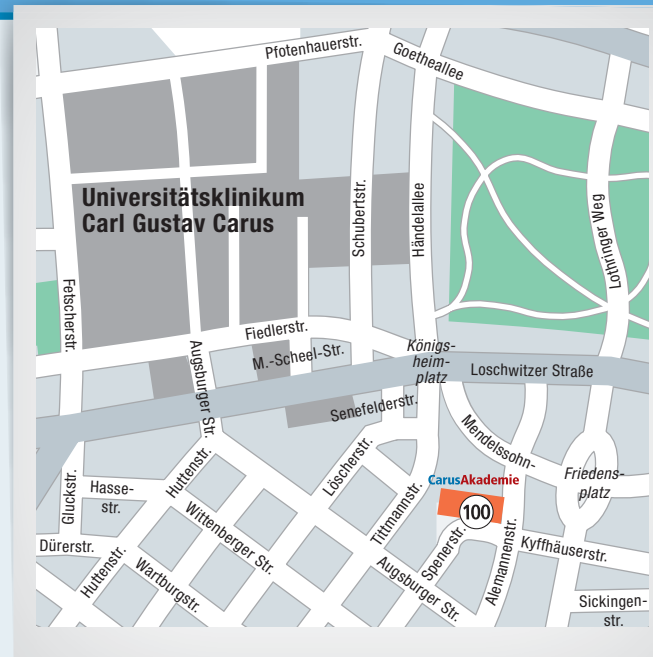 Pfotenhauerstr.
Goetheallee
Universitätsklinikum
Carl Gustav Carus
Schubertstr.
Händelallee
Lothringer Weg
Fetscherstr.
Fiedlerstr.
Augsburger Str.
M.-Scheel-Str.
Königs-
heim-
platz
Loschwitzer Straße
Senefelderstr.
Mendelssohn-
Löscherstr.
Huttenstr.
Gluckstr.
Hasse-
str.
Wittenberger Str.
Tittmannstr.
CarusAkademie
100
Friedens-
platz
Dürerstr.
Huttenstr.
Wartburgstr.
Augsburger Str.
Spenerstr.
Alemannenstr.
Kyffhäuserstr.
Sickingen-
str.